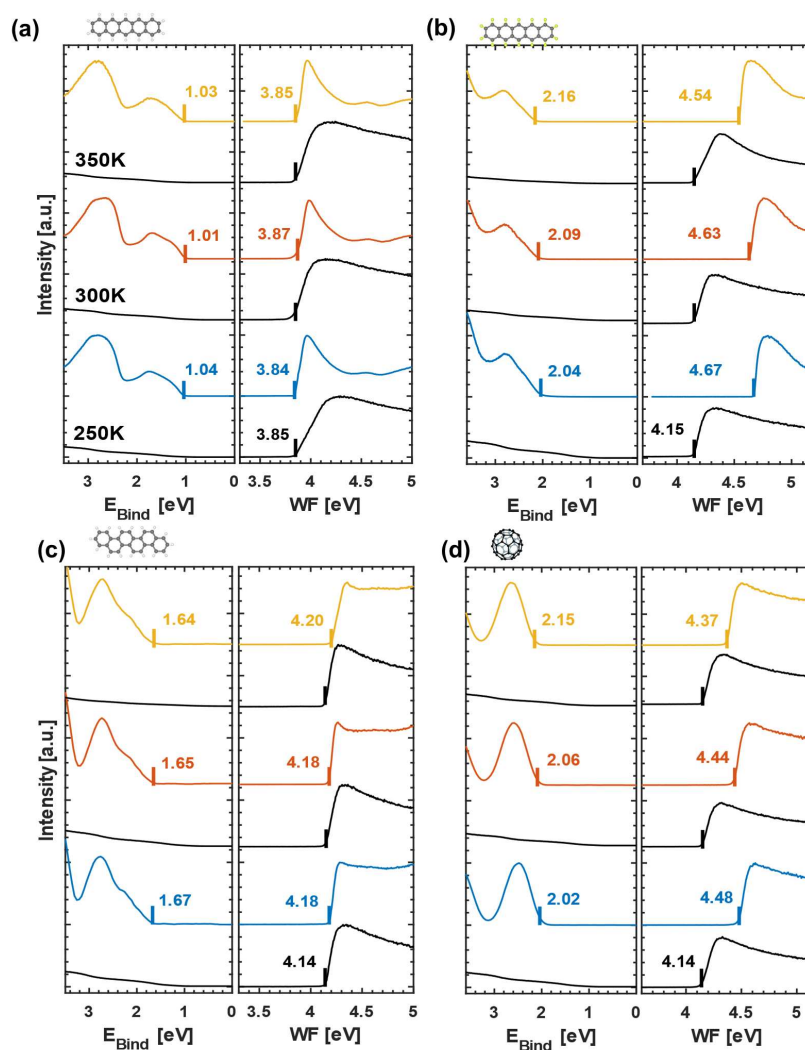 (a)
(b)
1.03
3.85
2.16
4.54
350K
1.01
3.87
2.09
4.63
300K
Intensity [a.u.]
1.04
3.84
2.04
4.67
250K
3.85
4.15
3 2 1 0 3.5 4 4.5 5
3 2 1 0 4 4.5 5
E_Bind [eV] WF [eV]
E_Bind [eV] WF [eV]
(c)
(d)
1.64
4.20
2.15
4.37
Intensity [a.u.]
1.65
4.18
2.06
4.44
1.67
4.18
2.02
4.48
4.14
4.14
3 2 1 0 3.5 4 4.5 5
3 2 1 0 4 4.5 5
E_Bind [eV] WF [eV]
E_Bind [eV] WF [eV]